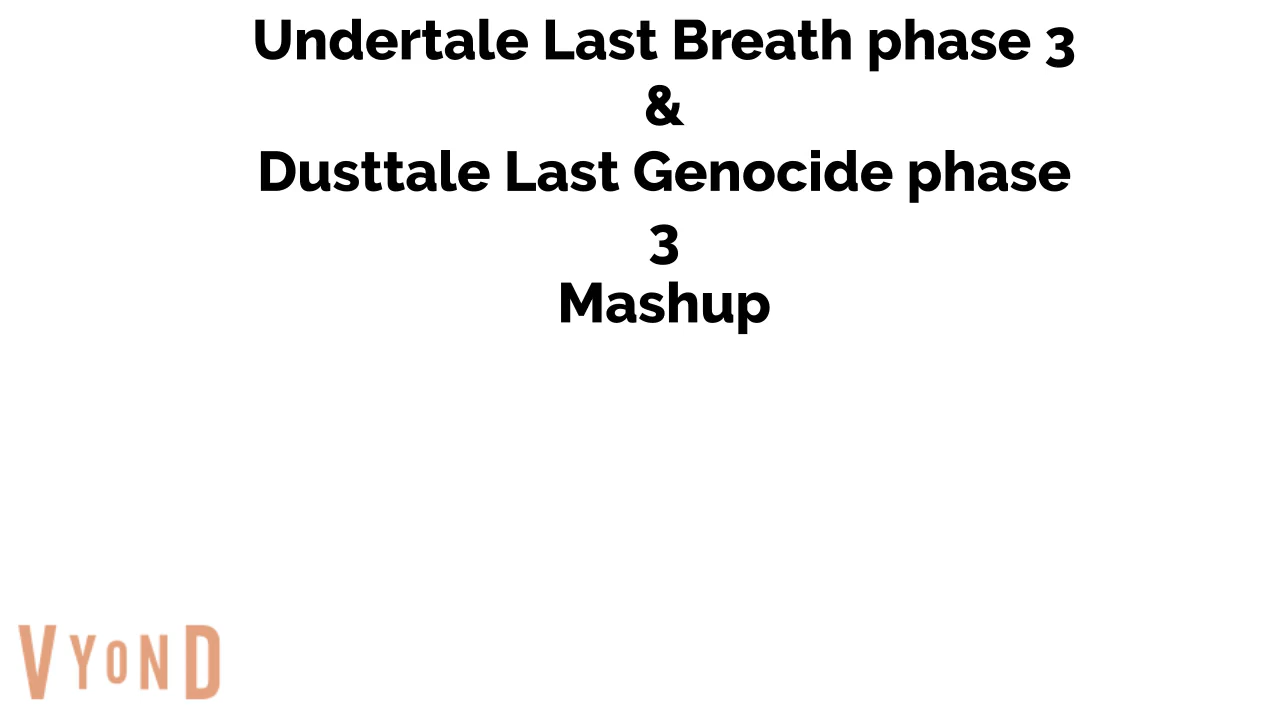 Undertale Last Breath phase 3
&
Dusttale Last Genocide phase
3
Mashup
VYOND